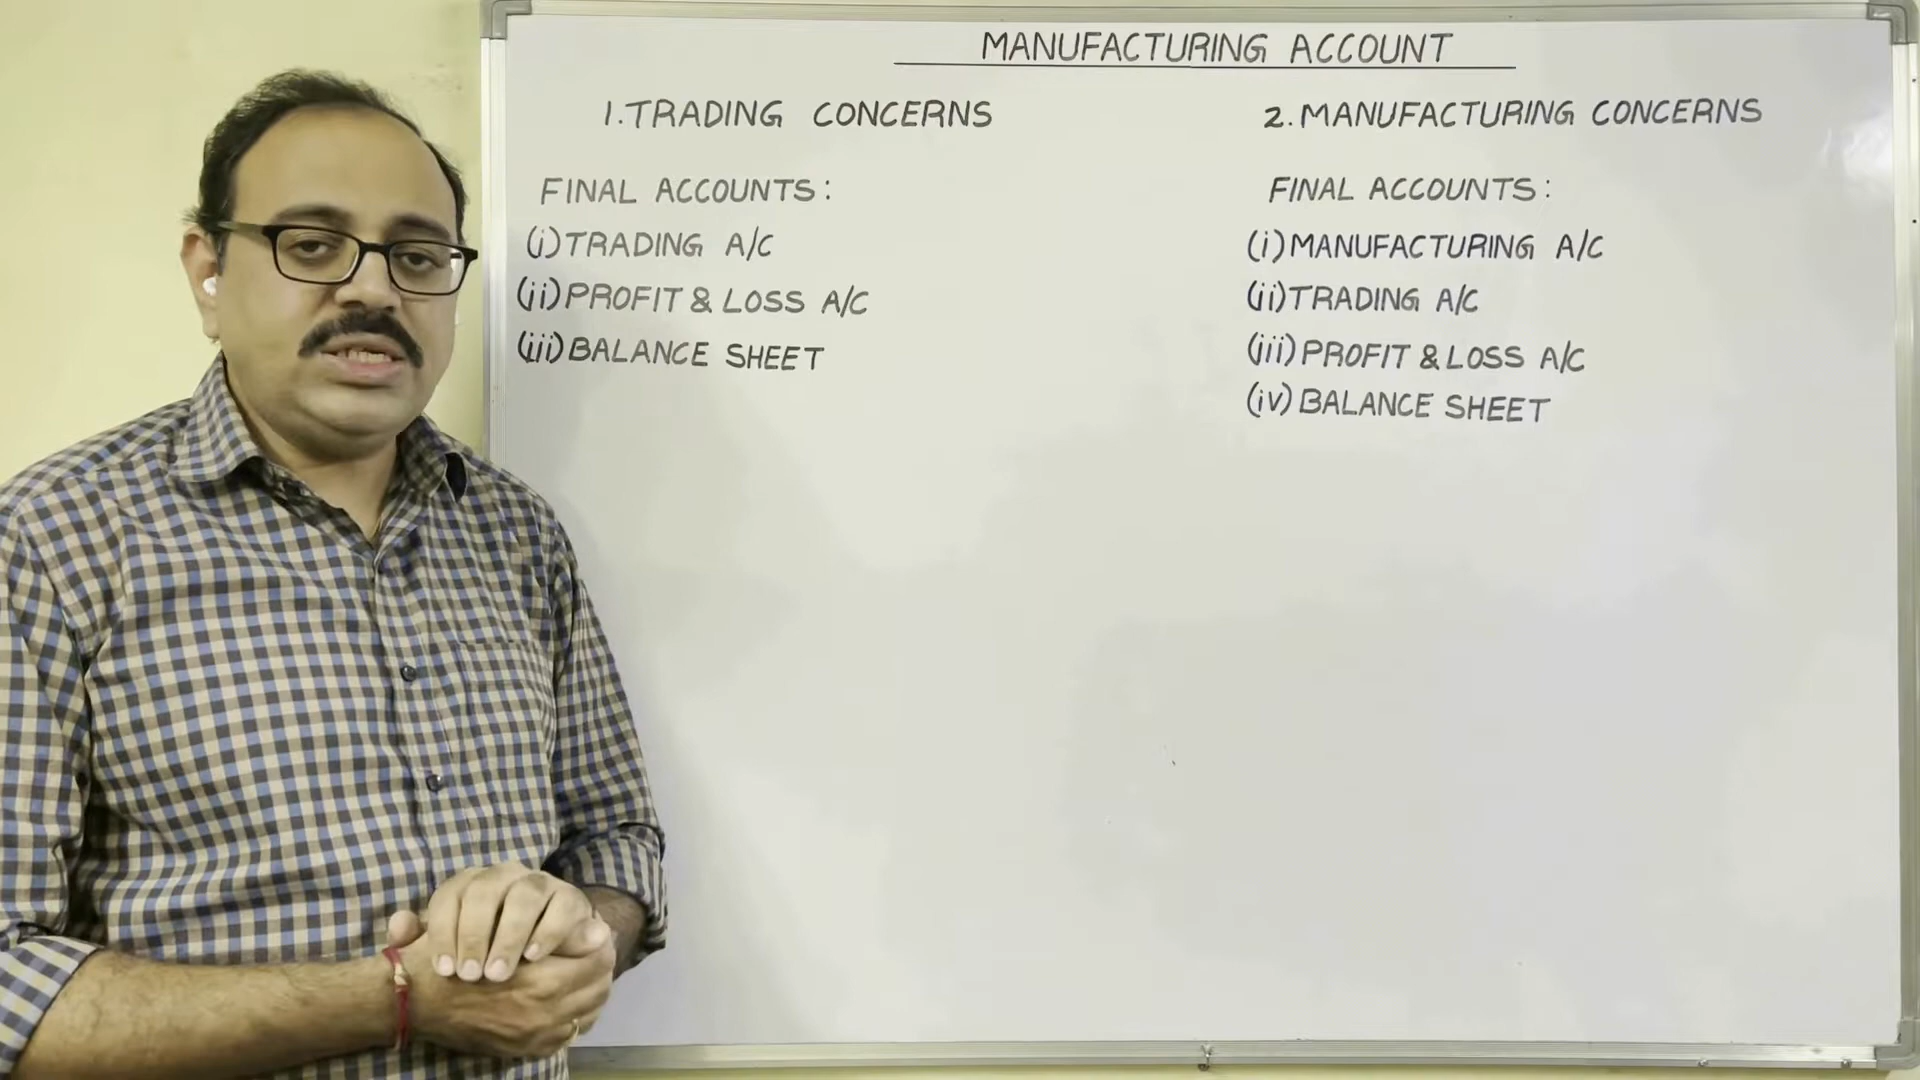 MANUFACTURING ACCOUNT
1. TRADING CONCERNS
FINAL ACCOUNTS:
(i) TRADING A/C
(ii) PROFIT & LOSS A/C
(iii) BALANCE SHEET
2. MANUFACTURING CONCERNS
FINAL ACCOUNTS:
(i) MANUFACTURING A/C
(ii) TRADING A/C
(iii) PROFIT & LOSS A/C
(iv) BALANCE SHEET